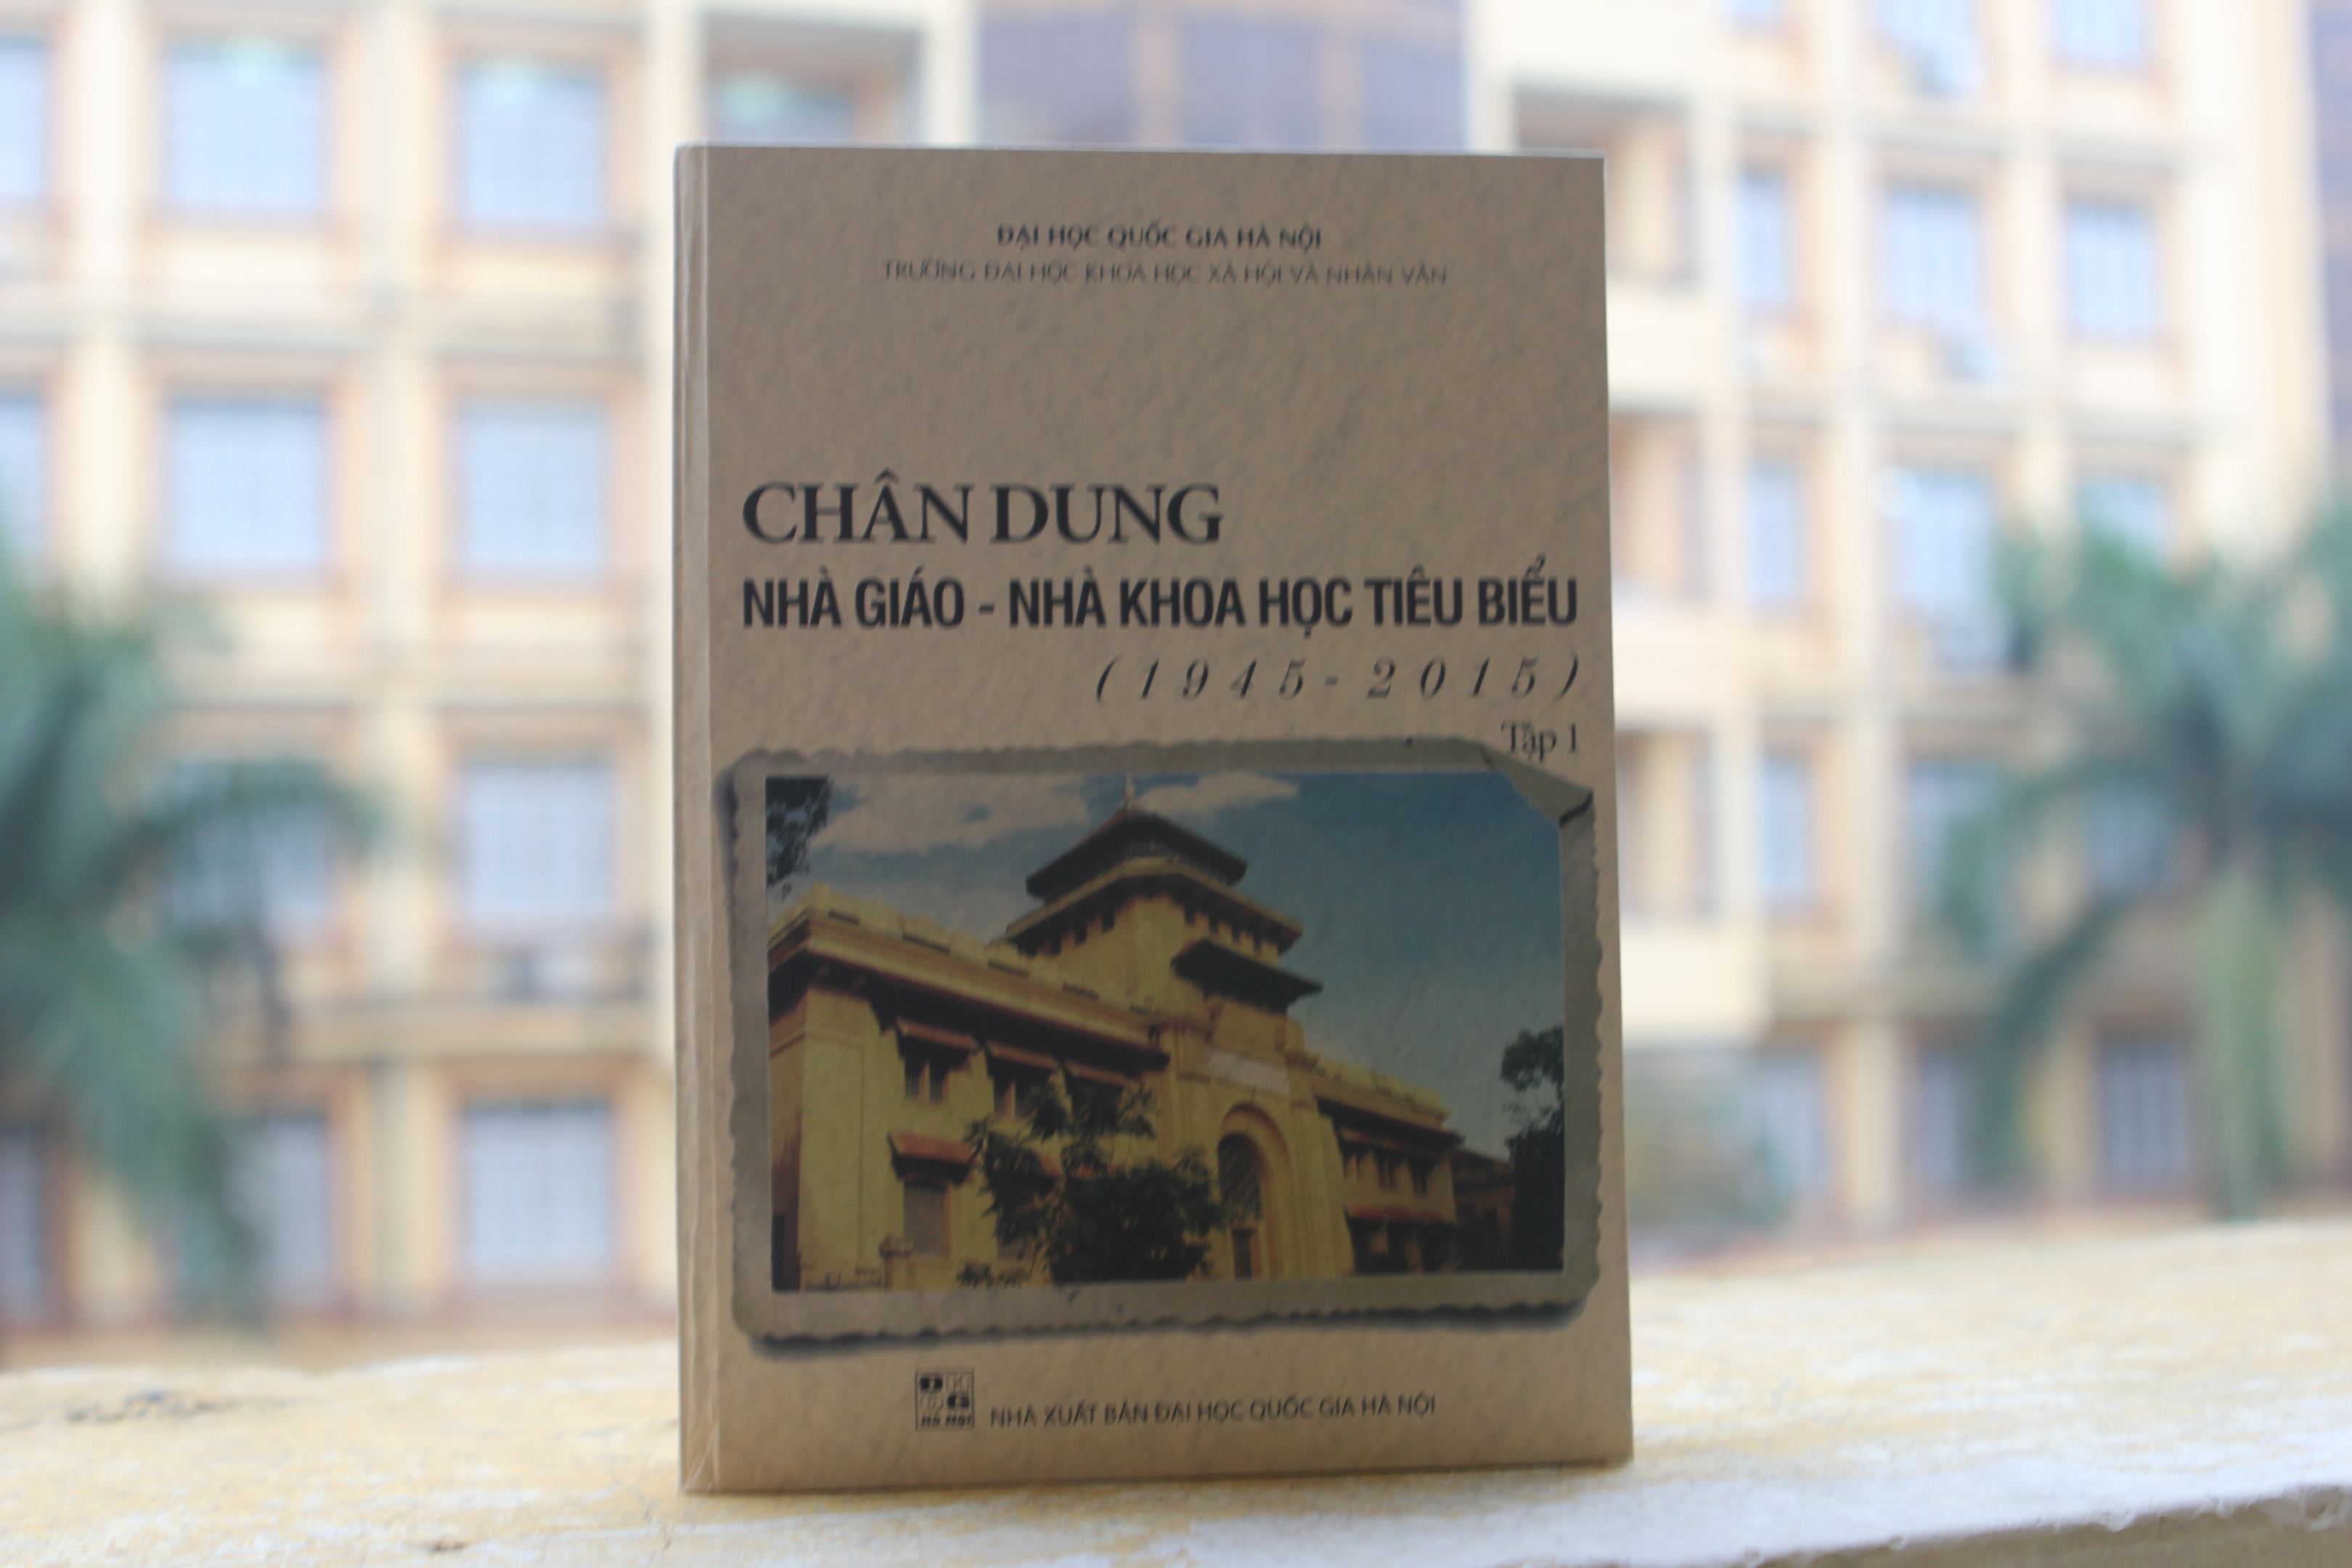 ĐẠI HỌC QUỐC GIA HÀ NỘI
TRƯỜNG ĐẠI HỌC KHOA HỌC XÃ HỘI VÀ NHÂN VĂN
CHÂN DUNG
NHÀ GIÁO - NHÀ KHOA HỌC TIÊU BIỂU
(1945-2015)
Tập 1
NHÀ XUẤT BẢN ĐẠI HỌC QUỐC GIA HÀ NỘI